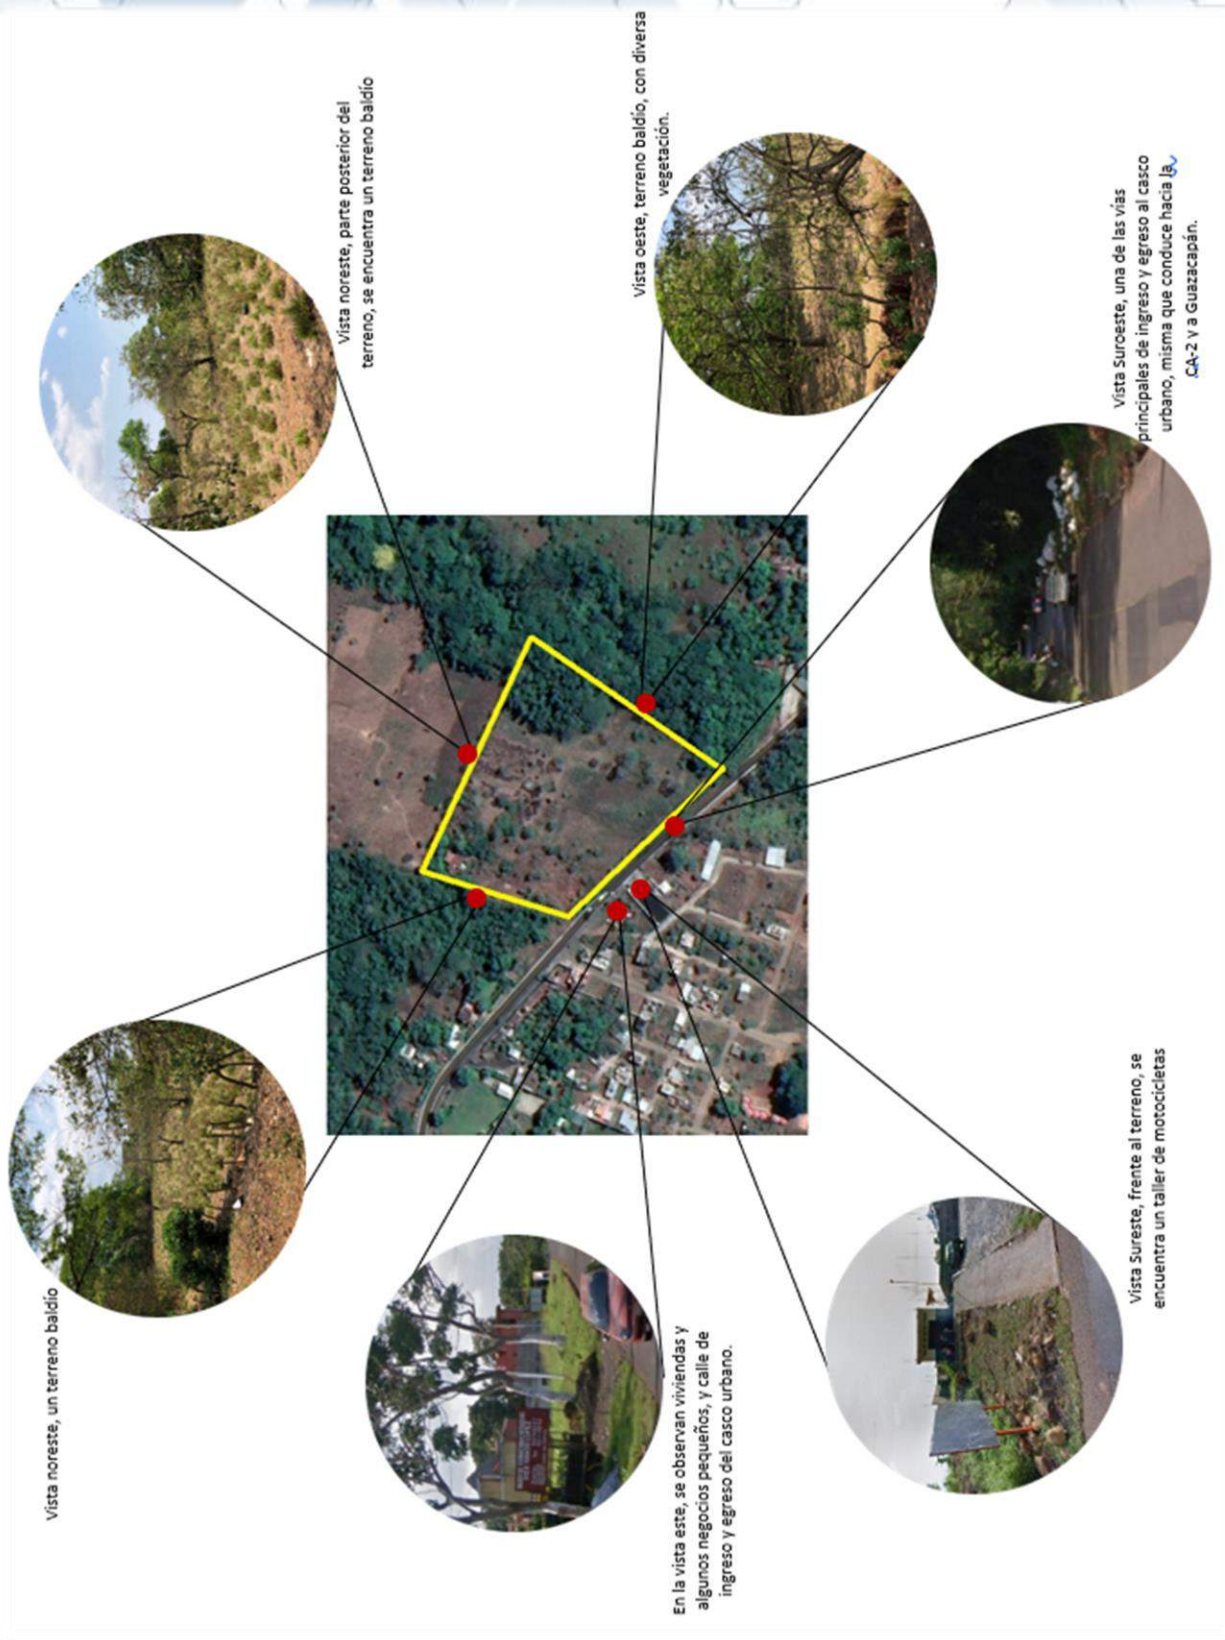 Vista noreste, un terreno baldío
Vista noreste, parte posterior del
terreno, se encuentra un terreno baldío
Vista oeste, terreno baldío, con diversa
vegetación.
En la vista este, se observan viviendas y
algunos negocios pequeños, y calle de
ingreso y egreso del casco urbano.
Vista Sureste, frente al terreno, se
encuentra un taller de motocicletas
Vista Suroeste, una de las vías
principales de ingreso y egreso al casco
urbano, misma que conduce hacia la
CA-2 y a Guazacapán.